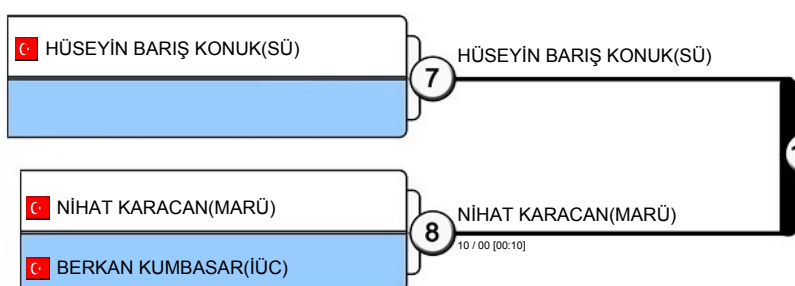 HÜSEYİN BARIŞ KONUK(SÜ)
7
HÜSEYİN BARIŞ KONUK(SÜ)
NİHAT KARACAN(MARÜ)
8
NİHAT KARACAN(MARÜ)
10 / 00 [00:10]
BERKAN KUMBASAR(İÜC)